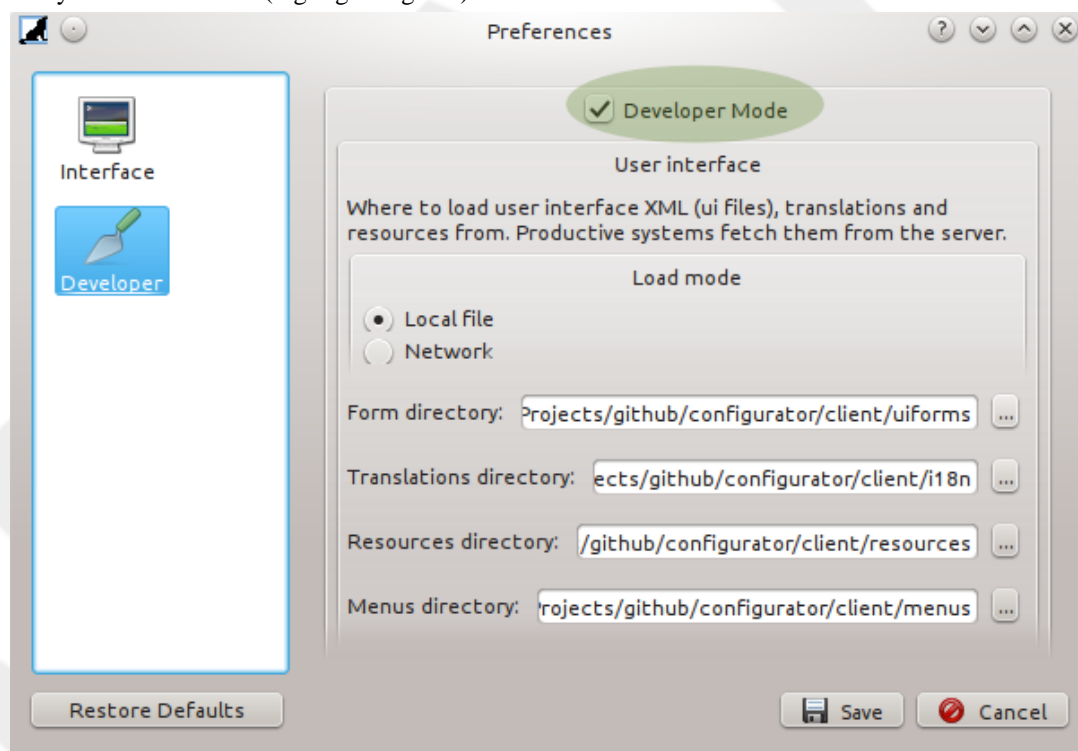 Preferences
Interface
Developer
Developer Mode
User interface
Where to load user interface XML (ui files), translations and
resources from. Productive systems fetch them from the server.
Load mode
Local file
Network
Form directory: Projects/github/configurator/client/uiforms ...
Translations directory: ects/github/configurator/client/i18n ...
Resources directory: /github/configurator/client/resources ...
Menus directory: rojects/github/configurator/client/menus ...
Restore Defaults
Save
Cancel